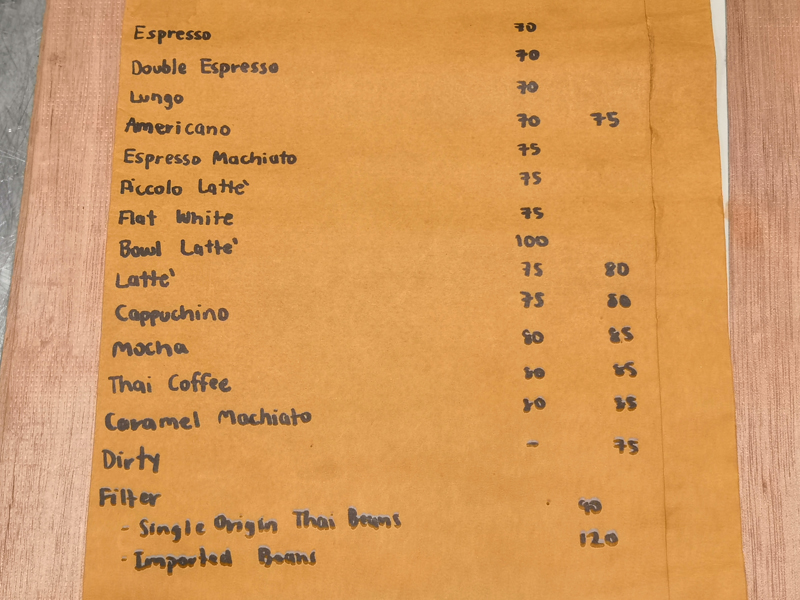 Espresso 70
Double Espresso 70
Lungo 70
Americano 70 75
Espresso Machiato 75
Piccolo Latte` 75
Flat White 75
Bowl Latte` 100
Latte` 75 80
Cappuchino 75 80
Mocha 80 85
Thai Coffee 80 85
Caramel Machiato 80 85
Dirty - 75
Filter
- Single Origin Thai Beans 90
- Imported Beans 120